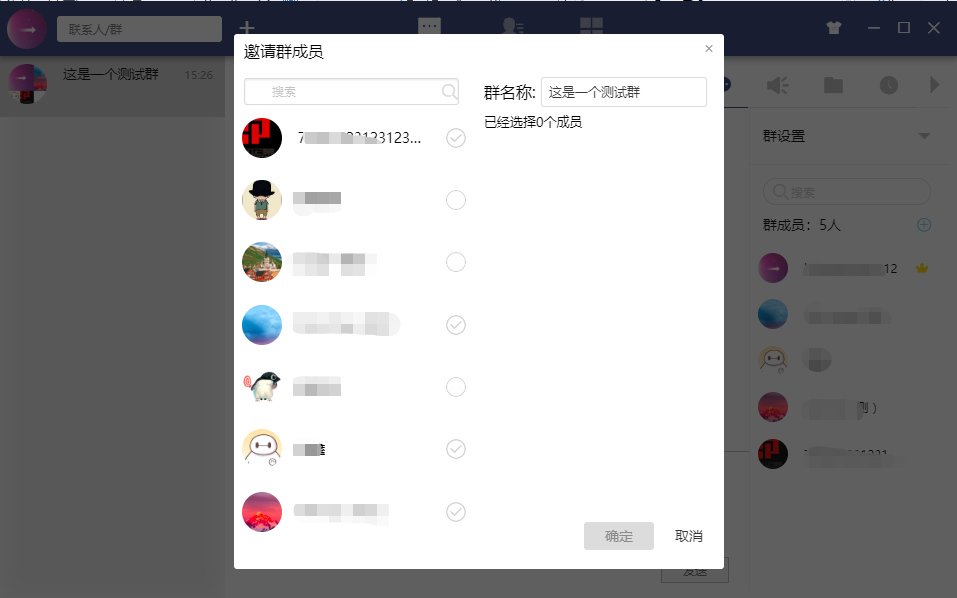 联系人/群
这是一个测试群
15:26
邀请群成员
×
搜索
群名称:
这是一个测试群
已经选择0个成员
确定
取消
群设置
搜索
群成员：5人
12
测）
发送